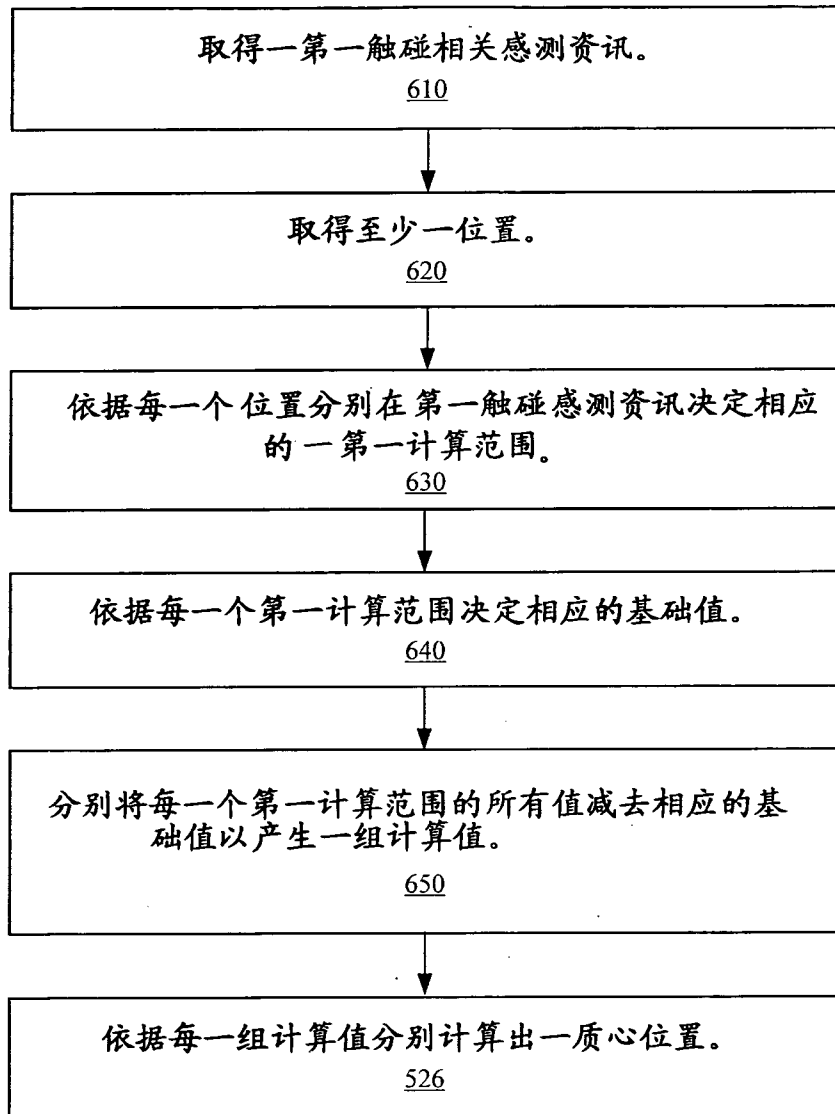 取得一第一触碰相关感测资讯。
610
取得至少一位置。
620
依据每一个位置分别在第一触碰感测资讯决定相应
的一第一计算范围。
630
依据每一个第一计算范围决定相应的基础值。
640
分别将每一个第一计算范围的所有值减去相应的基
础值以产生一组计算值。
650
依据每一组计算值分别计算出一质心位置。
526